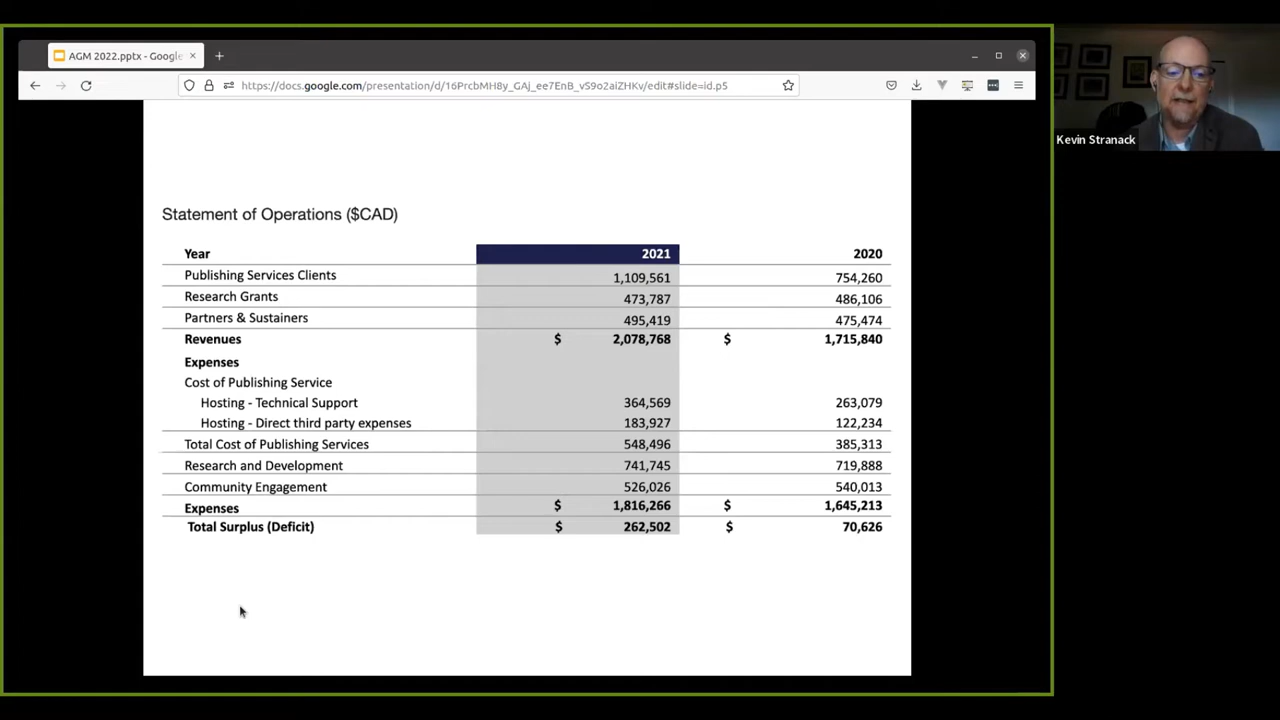 AGM 2022.pptx - Google
https://docs.google.com/presentation/d/16PrcbMH8y_GAj_ee7EnB_vS9o2aiZHKv/edit#slide=id.p5
Kevin Stranack
Statement of Operations ($CAD)
Year 2021 2020
Publishing Services Clients 1,109,561 754,260
Research Grants 473,787 486,106
Partners & Sustainers 495,419 475,474
Revenues $ 2,078,768 $ 1,715,840
Expenses
Cost of Publishing Service
Hosting - Technical Support 364,569 263,079
Hosting - Direct third party expenses 183,927 122,234
Total Cost of Publishing Services 548,496 385,313
Research and Development 741,745 719,888
Community Engagement 526,026 540,013
Expenses $ 1,816,266 $ 1,645,213
Total Surplus (Deficit) $ 262,502 $ 70,626